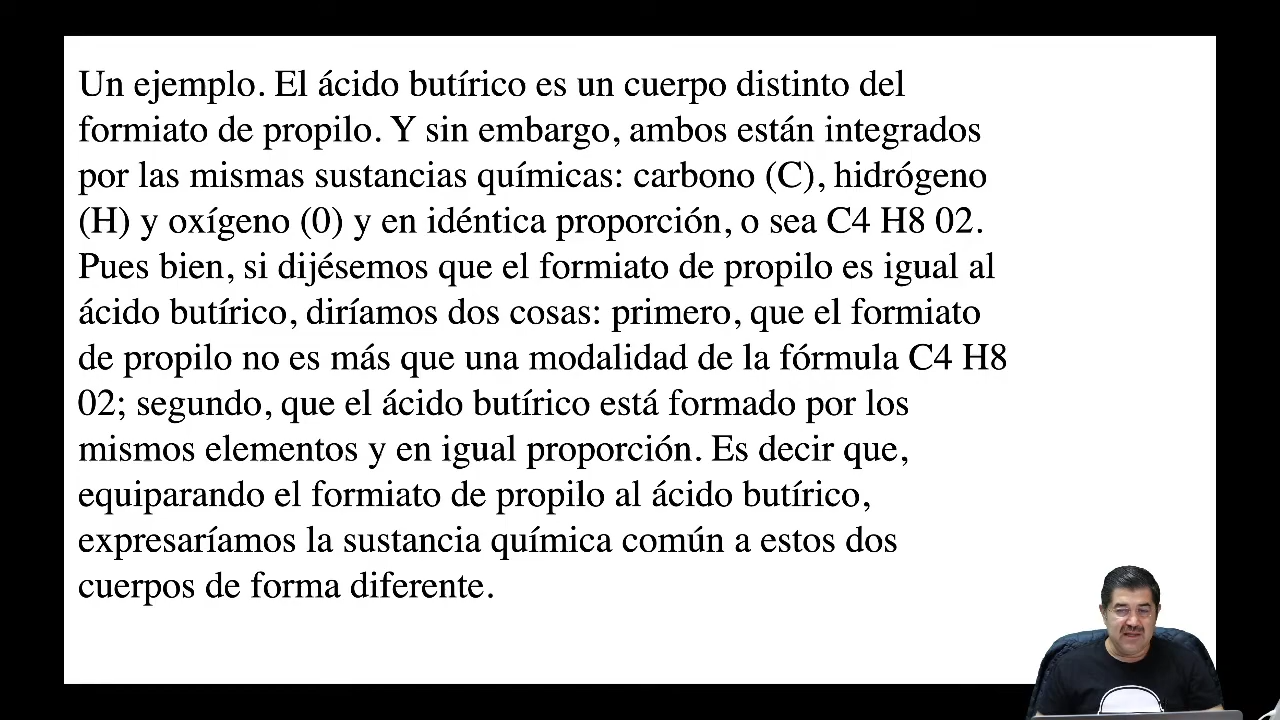 Un ejemplo. El ácido butírico es un cuerpo distinto del
formiato de propilo. Y sin embargo, ambos están integrados
por las mismas sustancias químicas: carbono (C), hidrógeno
(H) y oxígeno (0) y en idéntica proporción, o sea C4 H8 02.
Pues bien, si dijésemos que el formiato de propilo es igual al
ácido butírico, diríamos dos cosas: primero, que el formiato
de propilo no es más que una modalidad de la fórmula C4 H8
02; segundo, que el ácido butírico está formado por los
mismos elementos y en igual proporción. Es decir que,
equiparando el formiato de propilo al ácido butírico,
expresaríamos la sustancia química común a estos dos
cuerpos de forma diferente.